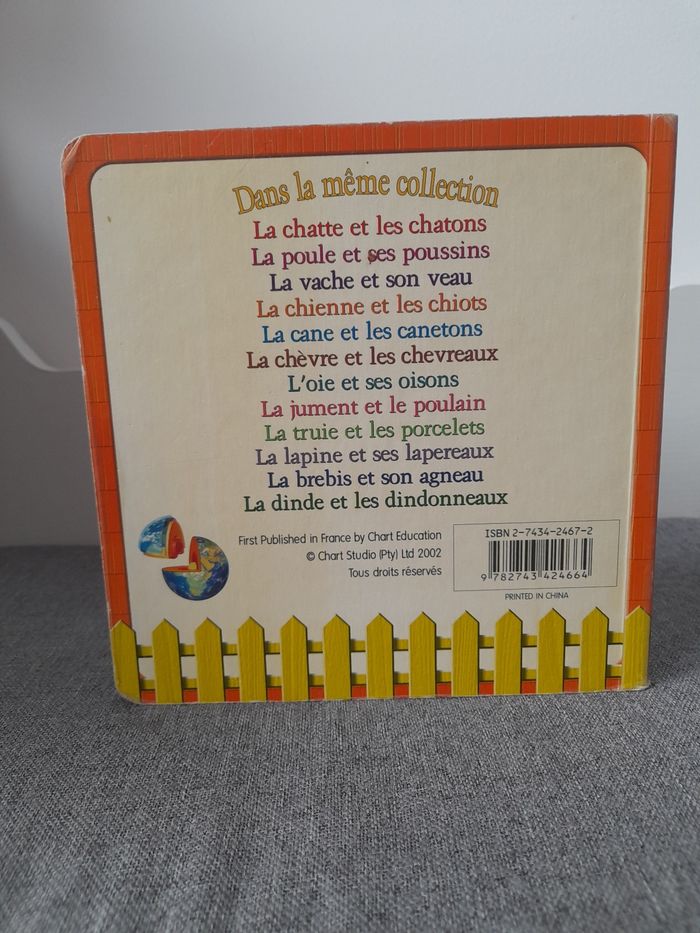 Dans la même collection
La chatte et les chatons
La poule et ses poussins
La vache et son veau
La chienne et les chiots
La cane et les canetons
La chèvre et les chevreaux
L'oie et ses oisons
La jument et le poulain
La truie et les porcelets
La lapine et ses lapereaux
La brebis et son agneau
La dinde et les dindonneaux
First Published in France by Chart Education
© Chart Studio (Pty) Ltd 2002
Tous droits réservés
ISBN 2-7434-2467-2
9 782743 424664
PRINTED IN CHINA